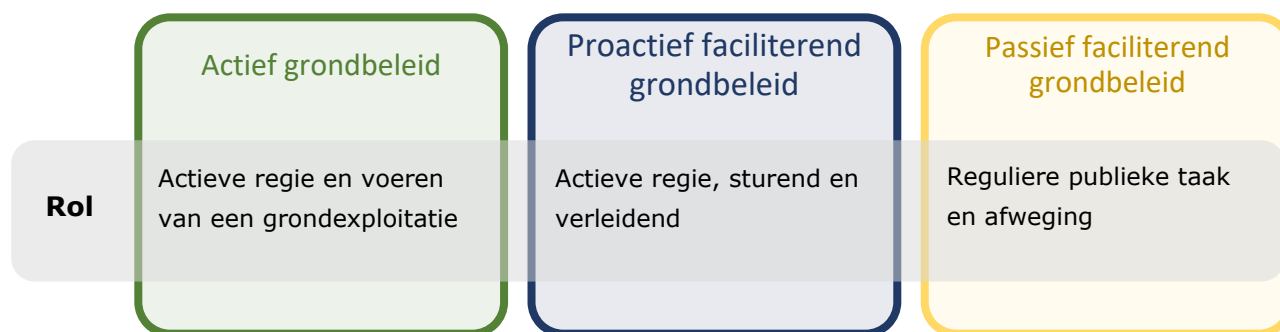 Actief grondbeleid
Proactief faciliterend
grondbeleid
Passief faciliterend
grondbeleid
Rol
Actieve regie en voeren
van een grondexploitatie
Actieve regie, sturend en
verleidend
Reguliere publieke taak
en afweging